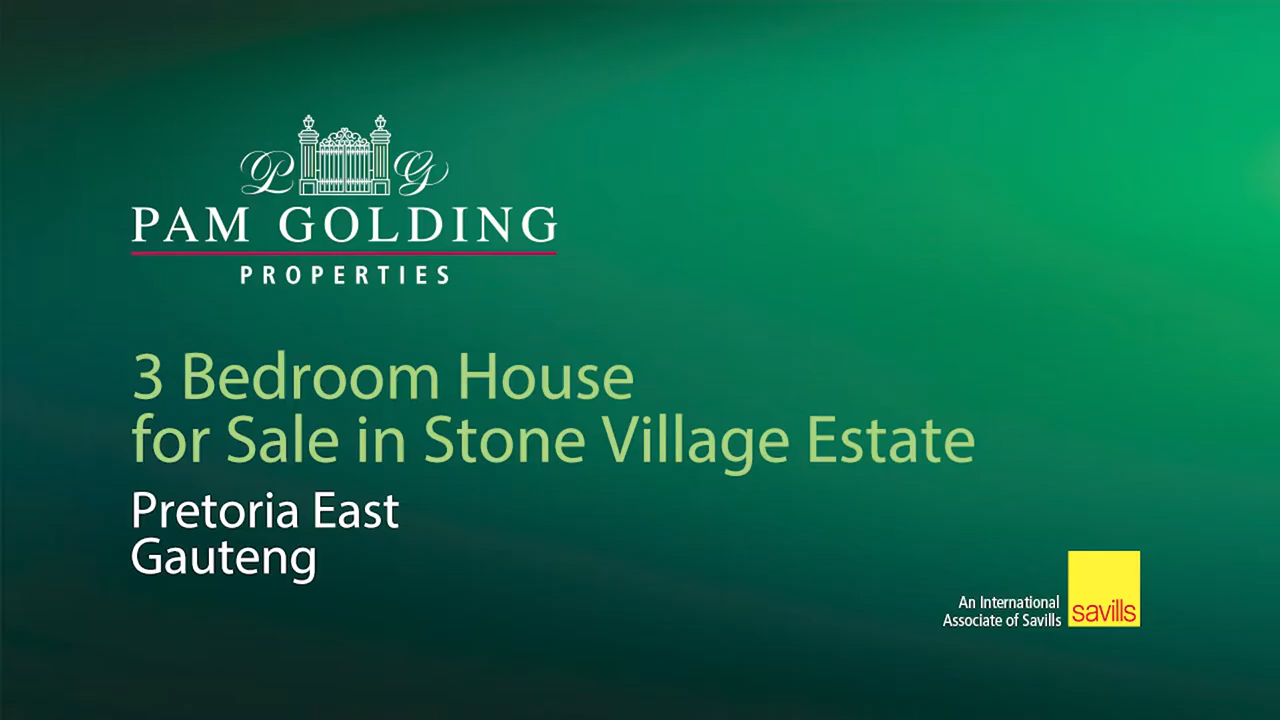 P G
PAM GOLDING
PROPERTIES
3 Bedroom House
for Sale in Stone Village Estate
Pretoria East
Gauteng
An International
Associate of Savills
savills